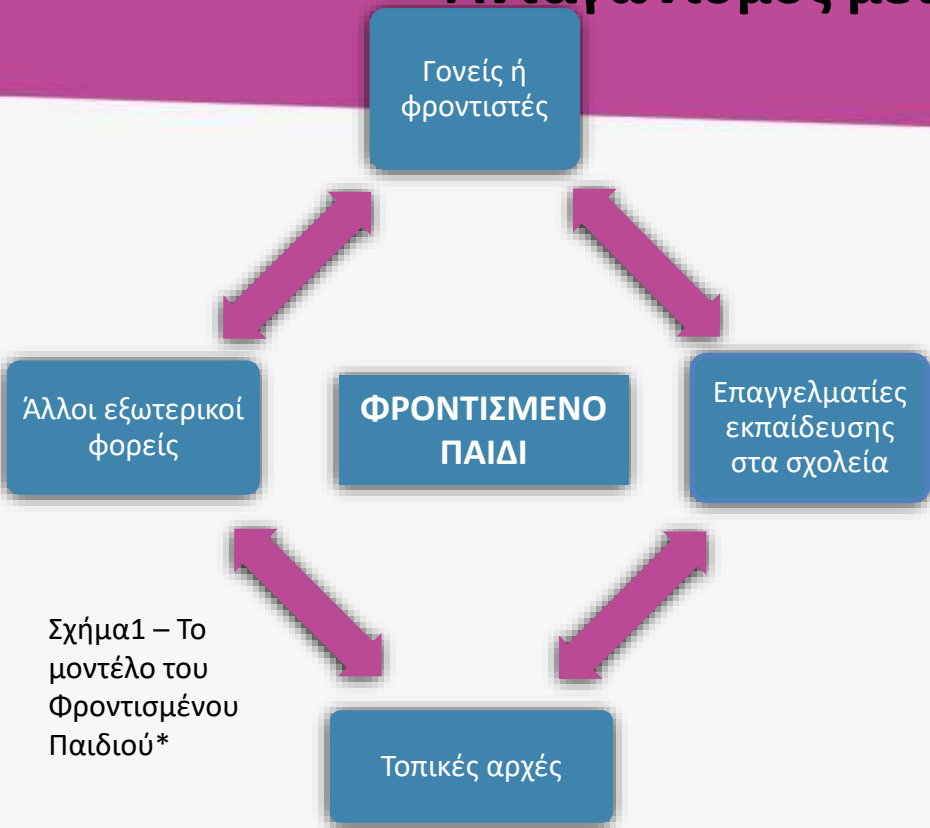 Γονείς ή
φροντιστές
Άλλοι εξωτερικοί
φορείς
ΦΡΟΝΤΙΣΜΕΝΟ
ΠΑΙΔΙ
Επαγγελματίες
εκπαίδευσης
στα σχολεία
Σχήμα1 – Το
μοντέλο του
Φροντισμένου
Παιδιού*
Τοπικές αρχές